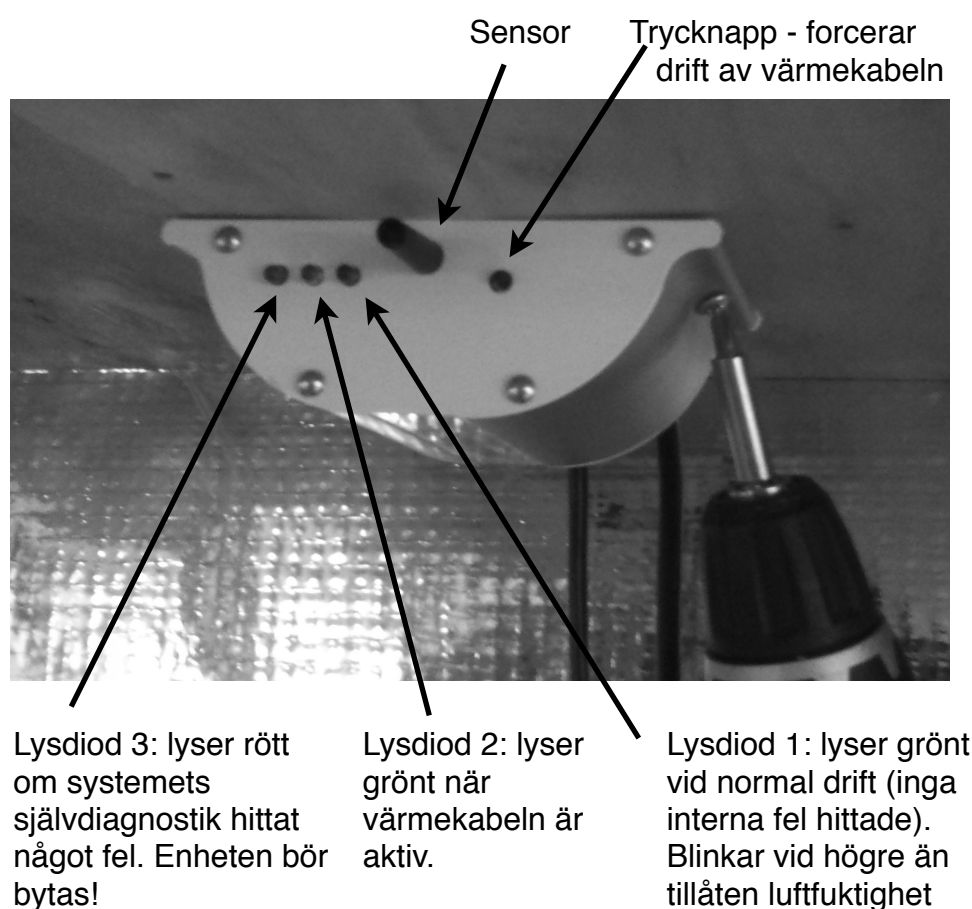 Sensor
Trycknapp - forcerar
drift av värmekabeln
Lysdiod 3: lyser rött
om systemets
självdiagnostik hittat
något fel. Enheten bör
bytas!
Lysdiod 2: lyser
grönt när
värmekabeln är
aktiv.
Lysdiod 1: lyser grönt
vid normal drift (inga
interna fel hittade).
Blinkar vid högre än
tillåten luftfuktighet